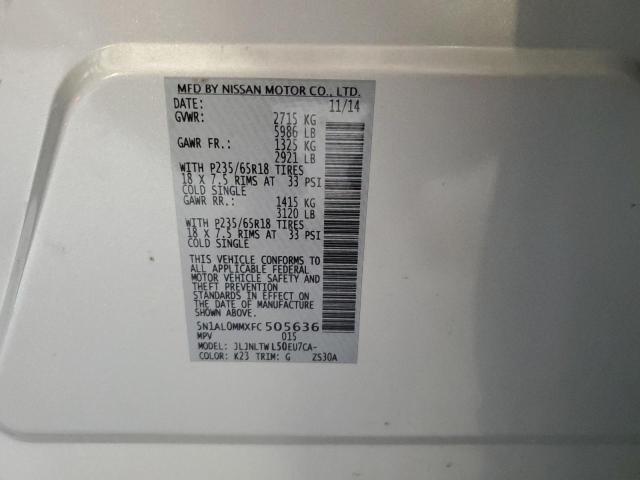 MFD BY NISSAN MOTOR CO., LTD.
DATE: 11/14
GVWR: 2715 KG
5986 LB
GAWR FR.: 1325 KG
2921 LB
WITH P235/65R18 TIRES
18 X 7.5 RIMS AT 33 PSI
COLD SINGLE
GAWR RR.: 1415 KG
3120 LB
WITH P235/65R18 TIRES
18 X 7.5 RIMS AT 33 PSI
COLD SINGLE
THIS VEHICLE CONFORMS TO
ALL APPLICABLE FEDERAL
MOTOR VEHICLE SAFETY AND
THEFT PREVENTION
STANDARDS IN EFFECT ON
THE DATE OF MANUFACTURE
SHOWN ABOVE.
5N1AL0MMXFC505636
MPV 015
MODEL: JLJNLTWL50EU7CA-
COLOR: K23 TRIM: G ZS30A